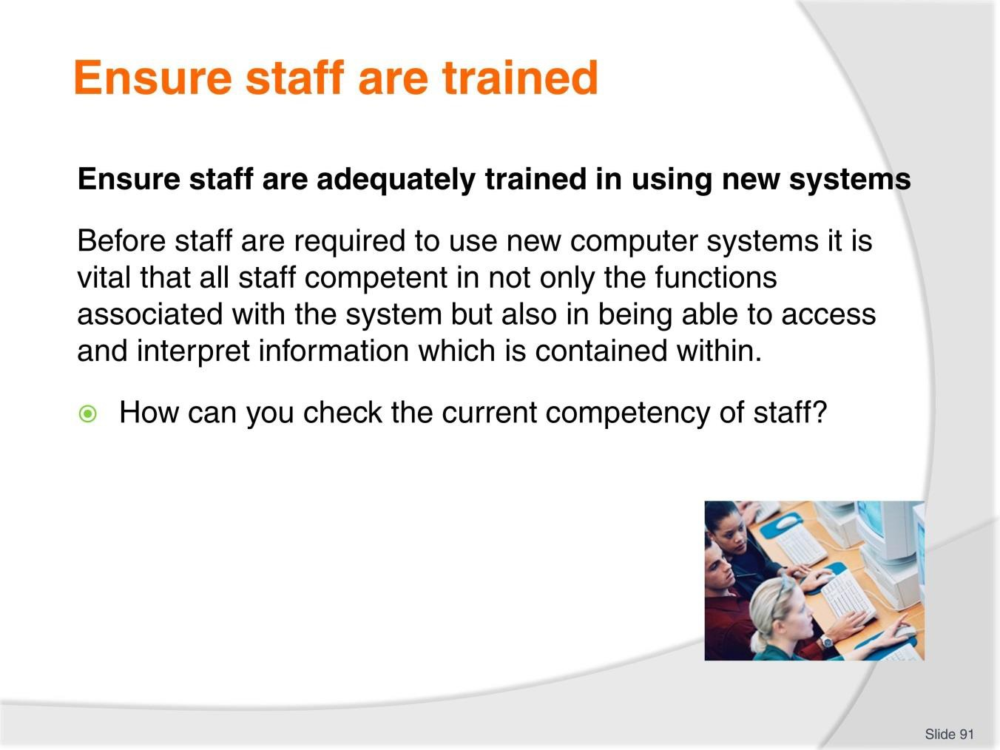 Ensure staff are trained
Ensure staff are adequately trained in using new systems
Before staff are required to use new computer systems it is
vital that all staff competent in not only the functions
associated with the system but also in being able to access
and interpret information which is contained within.
How can you check the current competency of staff?
Slide 91